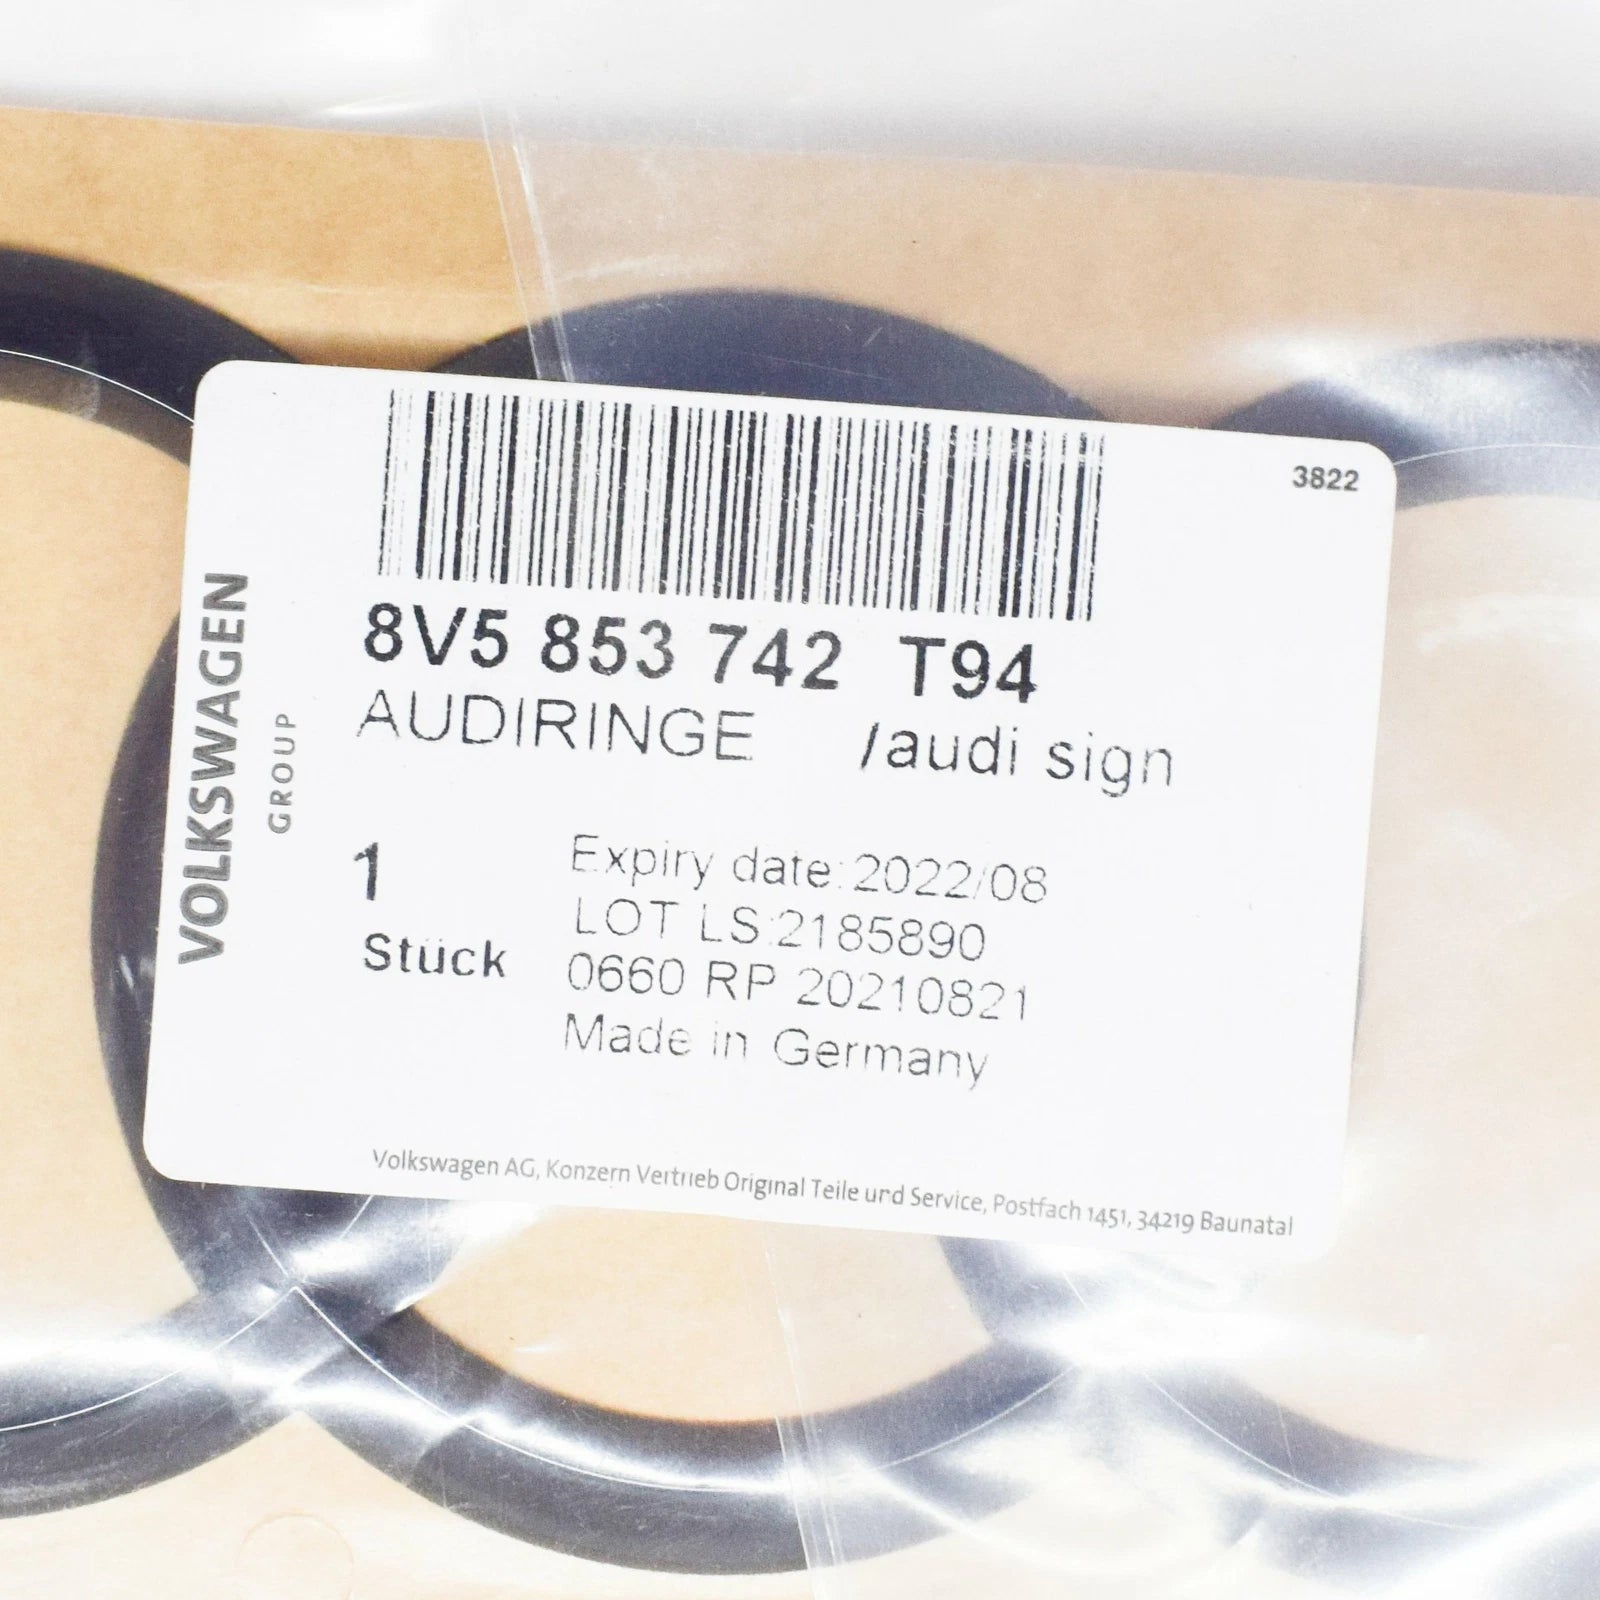 3822
8V5 853 742 T94
AUDIRINGE /audi sign
VOLKSWAGEN
GROUP
1
Stück
Expiry date:2022/08
LOT LS:2185890
0660 RP 20210821
Made in Germany
Volkswagen AG, Konzern Vertrieb Original Teile und Service, Postfach 1451, 34219 Baunatal